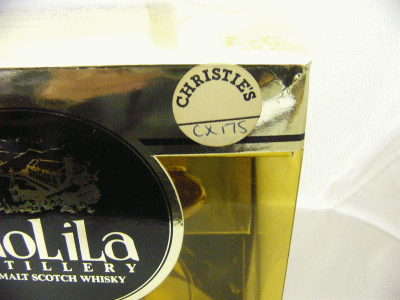 CHRISTIE'S
CX175
oLiLa
TILLERY
MALT SCOTCH WHISKY